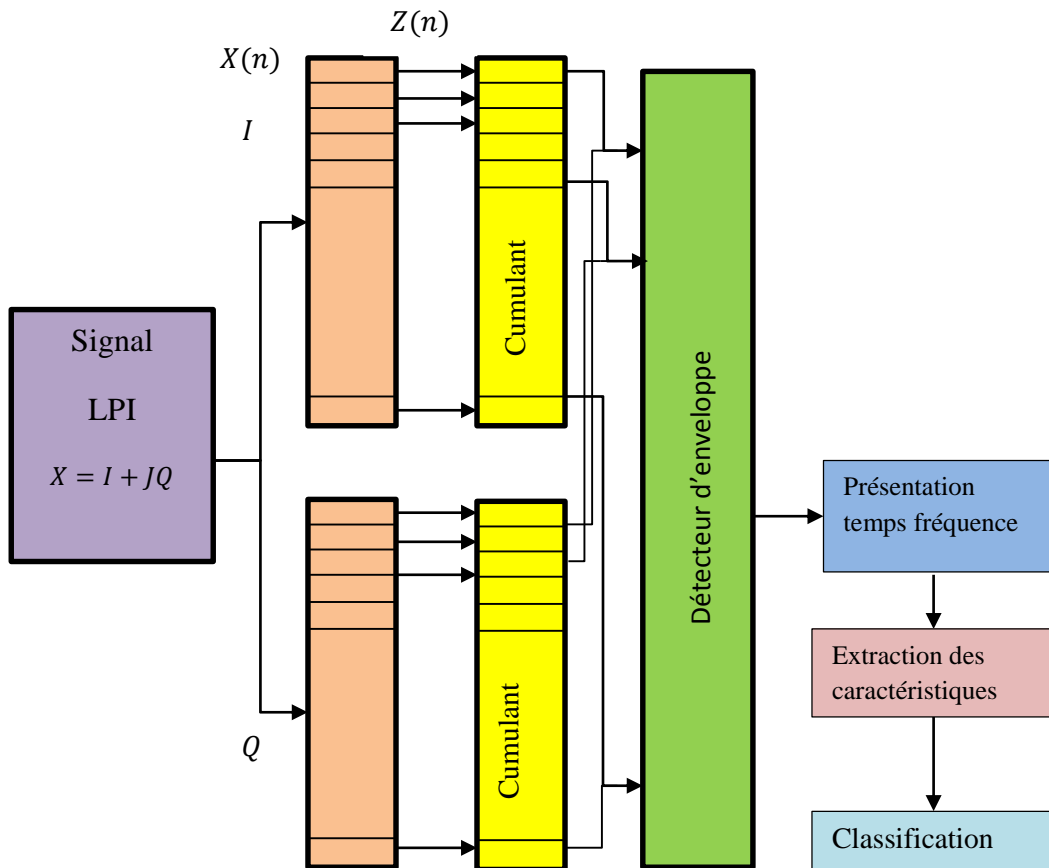 Z(n)
X(n)
I
Signal
LPI
X = I + JQ
Cumulant
Q
Cumulant
Détecteur d'enveloppe
Présentation
temps fréquence
Extraction des
caractéristiques
Classification